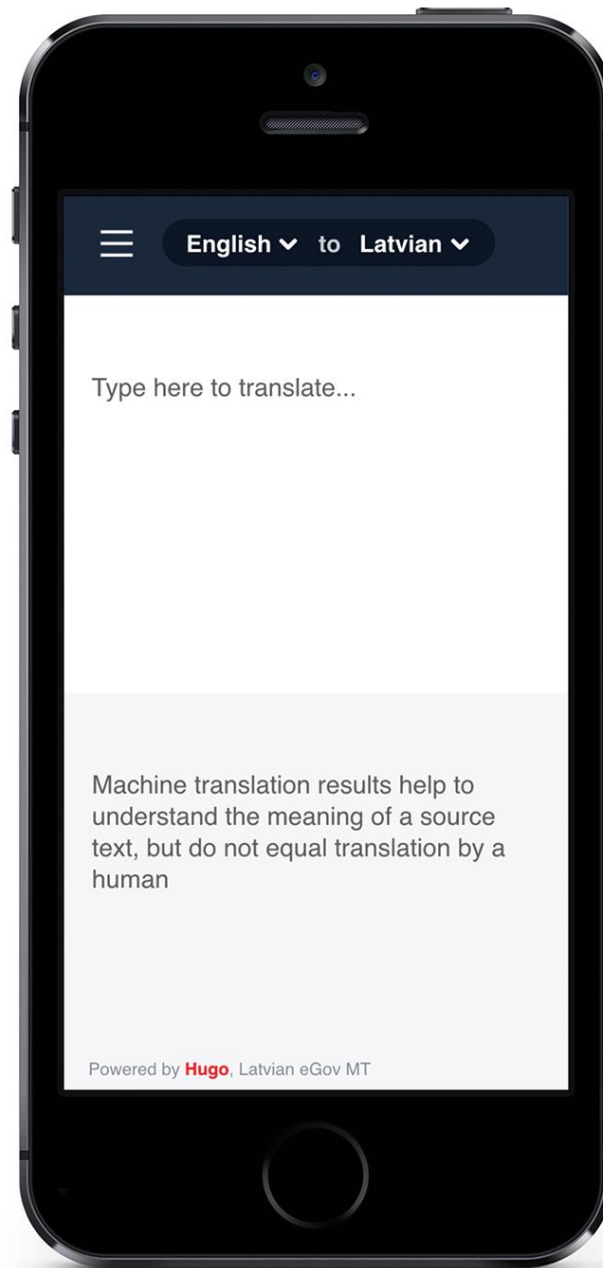 English to Latvian
Type here to translate...
Machine translation results help to
understand the meaning of a source
text, but do not equal translation by a
human
Powered by Hugo, Latvian eGov MT